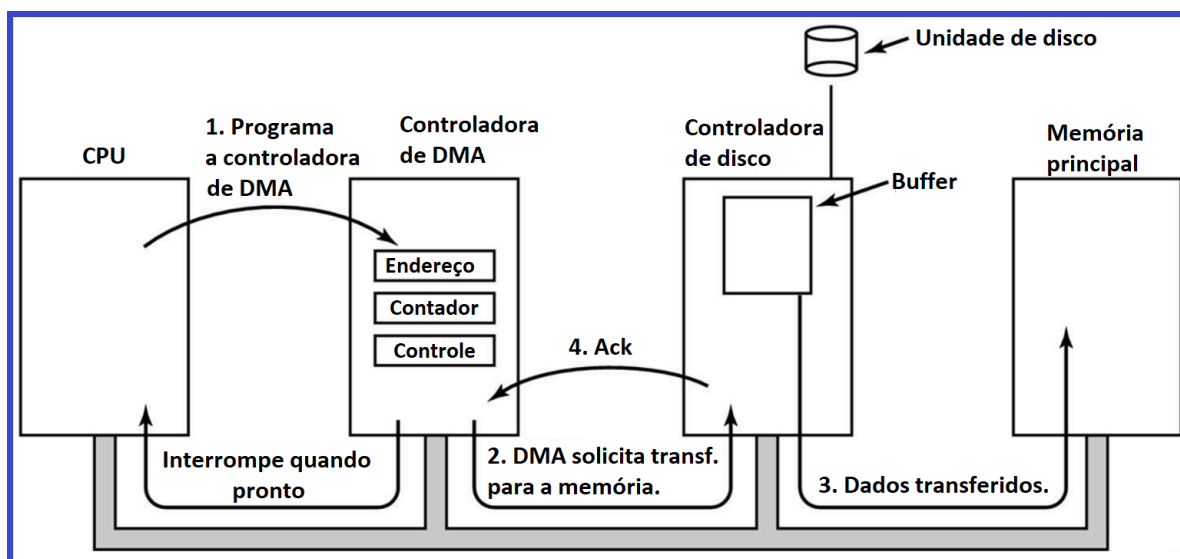 Unidade de disco
1. Programa
a controladora
de DMA
CPU
Controladora
de DMA
Controladora
de disco
Memória
principal
Buffer
Endereço
Contador
Controle
4. Ack
Interrompe quando
pronto
2. DMA solicita transf.
para a memória.
3. Dados transferidos.